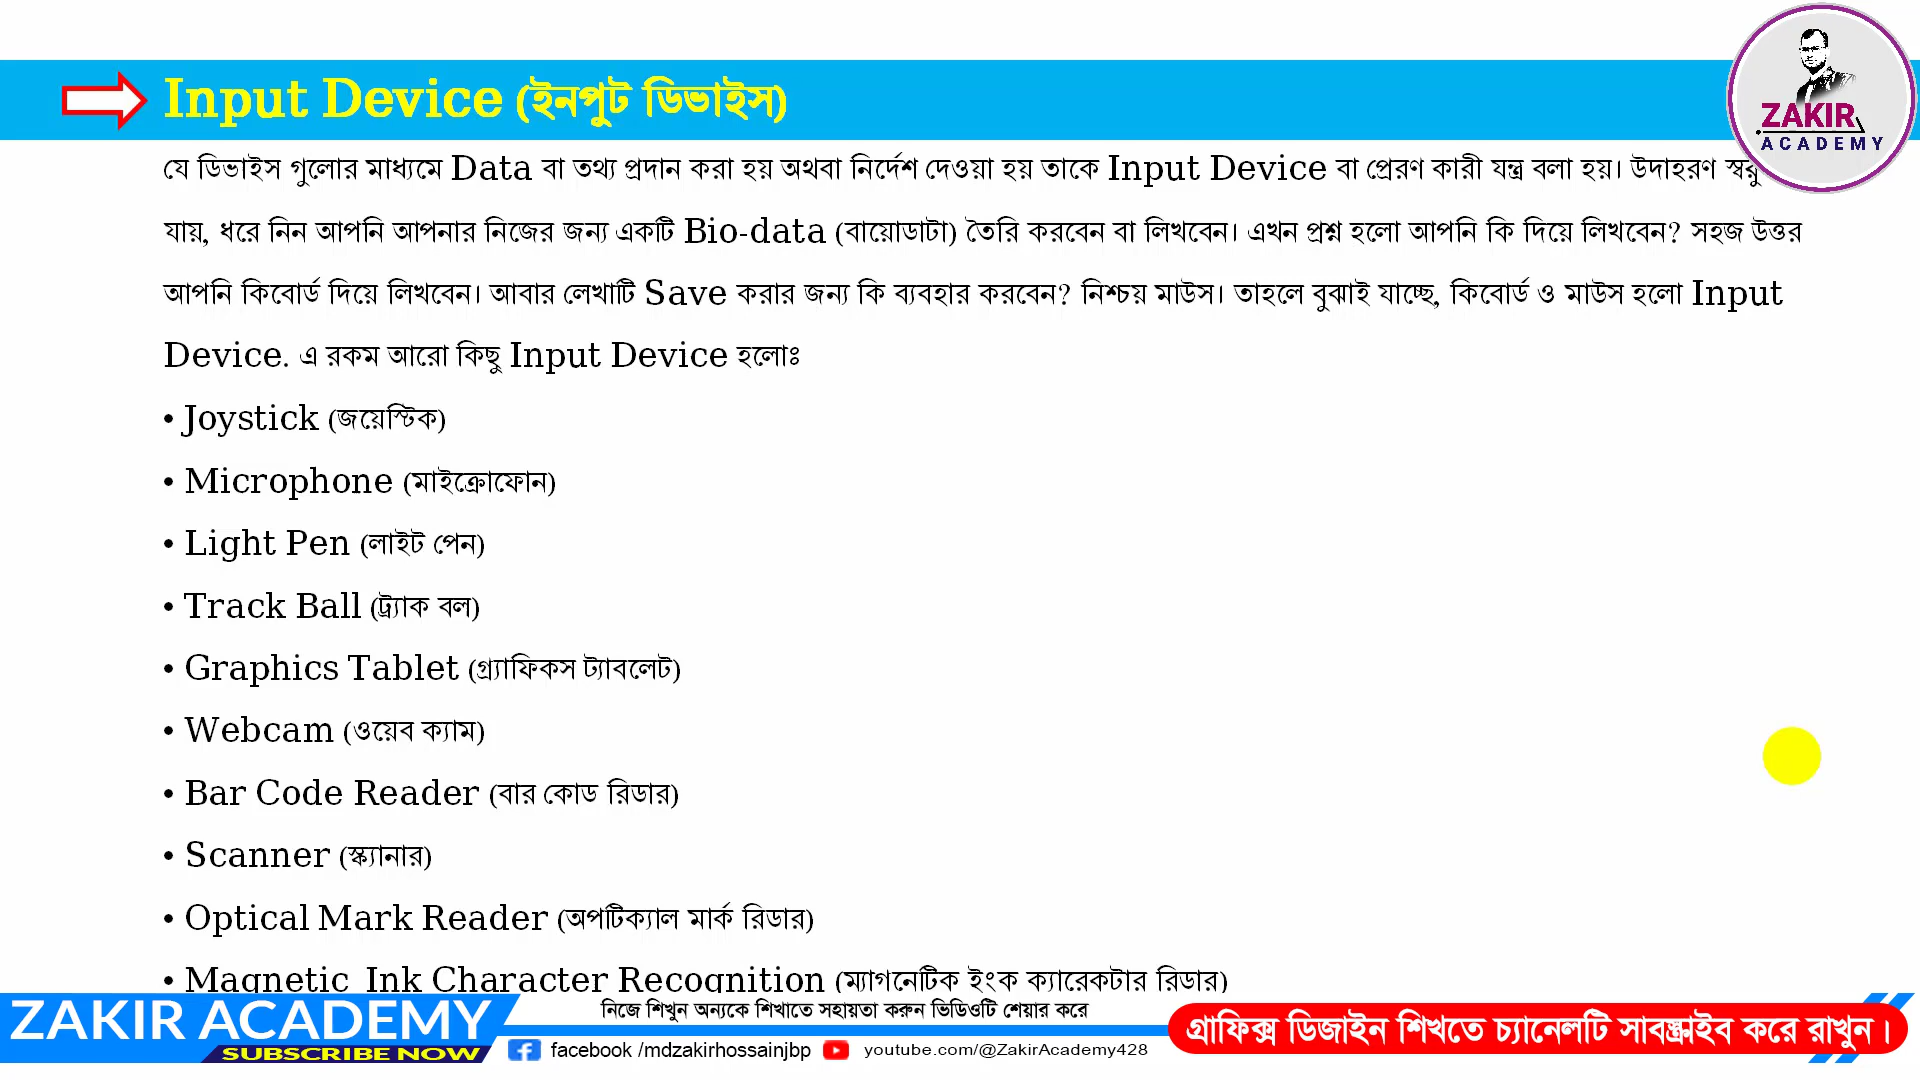 Input Device (ইনপুট ডিভাইস)
ZAKIR
ACADEMY
যে ডিভাইস গুলোর মাধ্যমে Data বা তথ্য প্রদান করা হয় অথবা নির্দেশ দেওয়া হয় তাকে Input Device বা প্রেরণ কারী যন্ত্র বলা হয়। উদাহরণ
যায়, ধরে নিন আপনি আপনার নিজের জন্য একটি Bio-data (বায়োডাটা) তৈরি করবেন বা লিখবেন। এখন প্রশ্ন হলো আপনি কি দিয়ে লিখবেন? সহজ উত্তর
আপনি কিবোর্ড দিয়ে লিখবেন। আবার লেখাটি Save করার জন্য কি ব্যবহার করবেন? নিশ্চয় মাউস। তাহলে বুঝাই যাচ্ছে, কিবোর্ড ও মাউস হলো Input
Device. এ রকম আরো কিছু Input Device হলোঃ
• Joystick (জয়েস্টিক)
• Microphone (মাইক্রোফোন)
• Light Pen (লাইট পেন)
• Track Ball (ট্র্যাক বল)
• Graphics Tablet (গ্র্যাফিকস ট্যাবলেট)
• Webcam (ওয়েব ক্যাম)
• Bar Code Reader (বার কোড রিডার)
• Scanner (স্ক্যানার)
• Optical Mark Reader (অপটিক্যাল মার্ক রিডার)
• Magnetic Ink Character Recognition (ম্যাগনেটিক ইংক ক্যারেকটার রিডার)
ZAKIR ACADEMY
SUBSCRIBE NOW
নিজে শিখুন অন্যকে শিখাতে সহায়তা করুন ভিডিওটি শেয়ার করে
facebook /mdzakirhossainjbp
youtube.com/@ZakirAcademy428
গ্রাফিক্স ডিজাইন শিখতে চ্যানেলটি সাবস্ক্রাইব করে রাখুন।